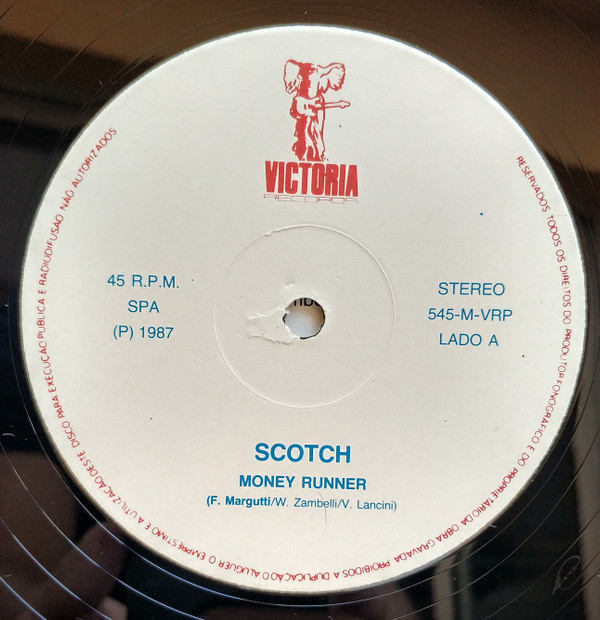 VICTORIA
RECORDS
45 R.P.M.
SPA
(P) 1987
STEREO
545-M-VRP
LADO A
SCOTCH
MONEY RUNNER
(F. Margutti/W. Zambelli/V. Lancini)
RESERVADOS TODOS OS DIREITOS DO PRODUTOR FONOGRÁFICO E DO PROPRIETÁRIO DA OBRA GRAVADA PROIBIDOS A DUPLICAÇÃO O ALUGUER O EMPRÉSTIMO E A UTILIZAÇÃO DESTE DISCO PARA EXECUÇÃO PÚBLICA E RADIODIFUSÃO NÃO AUTORIZADOS